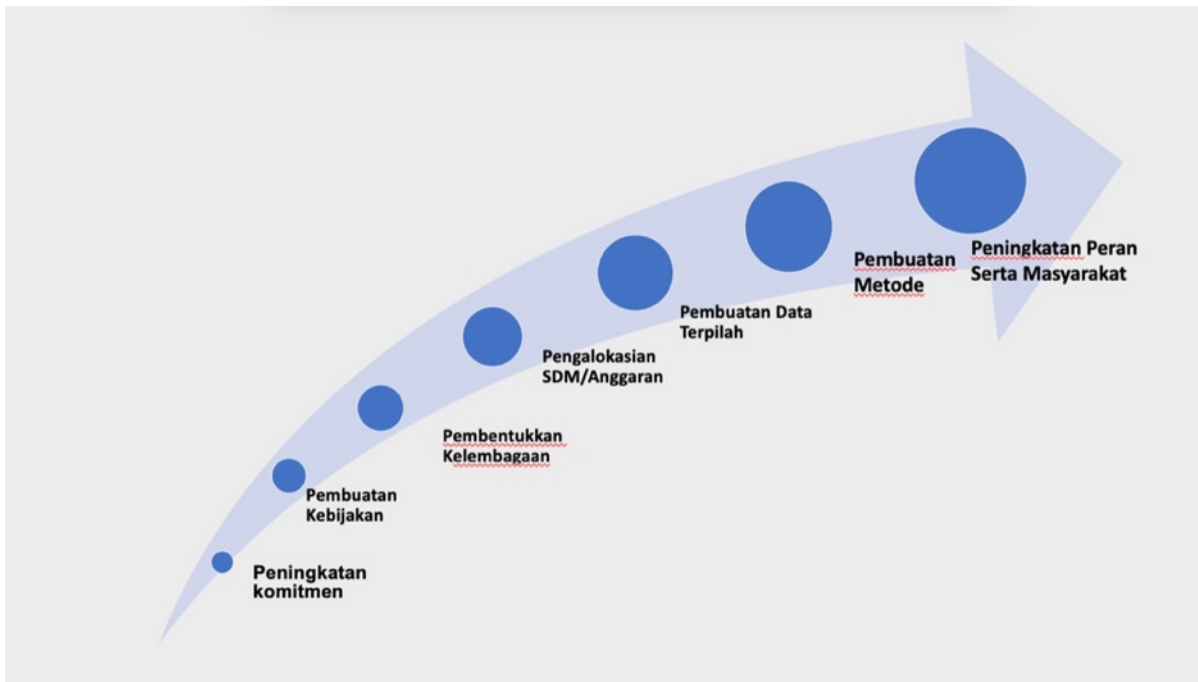 Peningkatan
komitmen
Pembuatan
Kebijakan
Pembentukkan
Kelembagaan
Pengalokasian
SDM/Anggaran
Pembuatan Data
Terpilah
Pembuatan
Metode
Peningkatan Peran
Serta Masyarakat